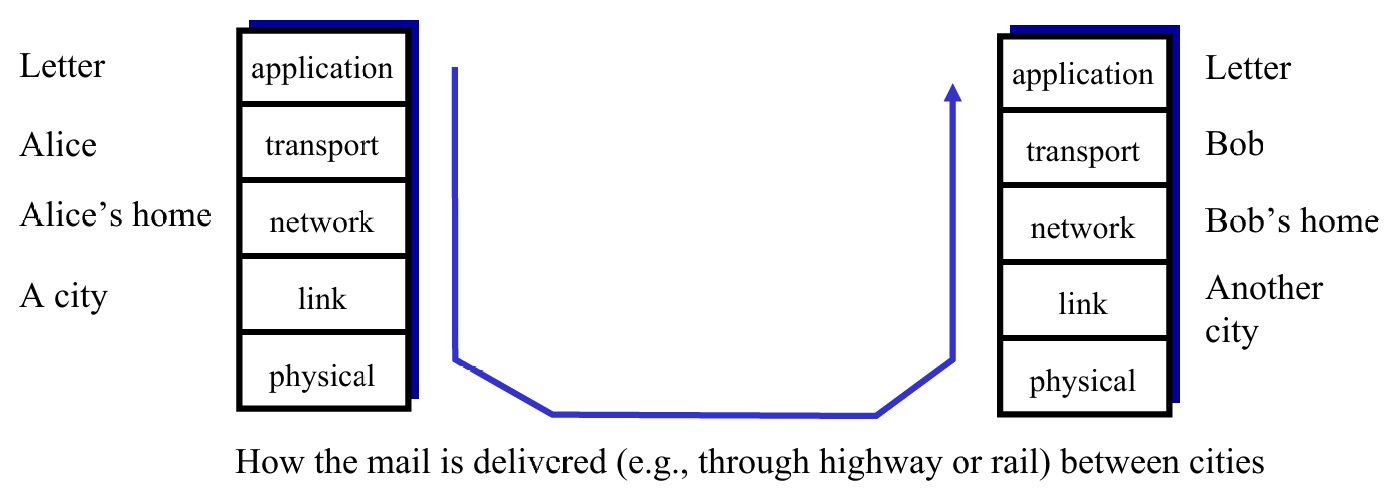 Letter
Alice
Alice's home
A city
application
transport
network
link
physical
application
transport
network
link
physical
Letter
Bob
Bob's home
Another
city
How the mail is delivered (e.g., through highway or rail) between cities